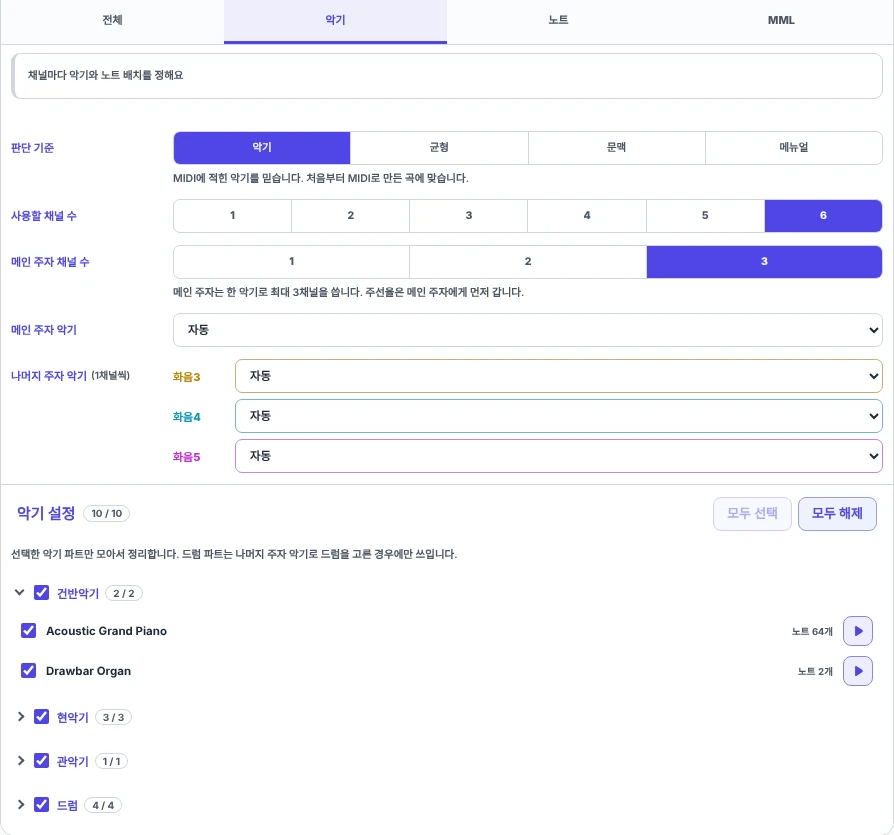 전체 악기 노트 MML
채널마다 악기와 노트 배치를 정해요
판단 기준 악기 균형 문맥 메뉴얼
MIDI에 적힌 악기를 믿습니다. 처음부터 MIDI로 만든 곡에 맞습니다.
사용할 채널 수 1 2 3 4 5 6
메인 주자 채널 수 1 2 3
메인 주자는 한 악기로 최대 3채널을 씁니다. 주선율은 메인 주자에게 먼저 갑니다.
메인 주자 악기 자동
나머지 주자 악기 (1채널씩) 화음3 자동
화음4 자동
화음5 자동
악기 설정 10 / 10 모두 선택 모두 해제
선택한 악기 파트만 모아서 정리합니다. 드럼 파트는 나머지 주자 악기로 드럼을 고른 경우에만 쓰입니다.
건반악기 2 / 2
Acoustic Grand Piano 노트 64개
Drawbar Organ 노트 2개
현악기 3 / 3
관악기 1 / 1
드럼 4 / 4